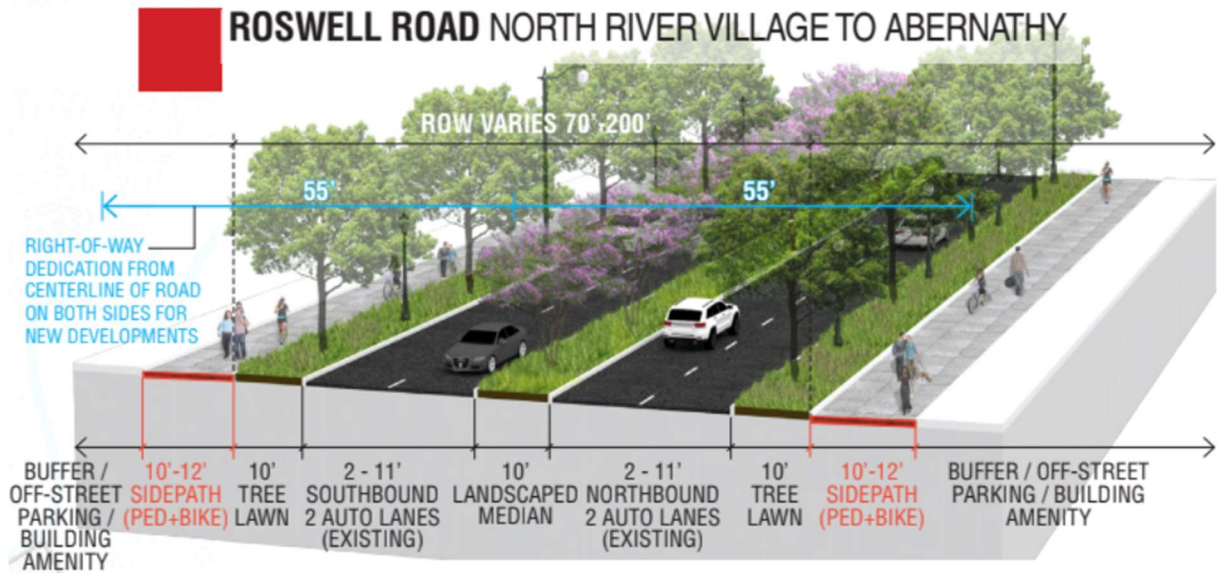 ROSWELL ROAD NORTH RIVER VILLAGE TO ABERNATHY
ROW VARIES 70'-200'
55'
55'
RIGHT-OF-WAY
DEDICATION FROM
CENTERLINE OF ROAD
ON BOTH SIDES FOR
NEW DEVELOPMENTS
BUFFER /
OFF-STREET
PARKING /
BUILDING
AMENITY
10'-12'
SIDEPATH
(PED+BIKE)
10'
TREE
LAWN
2 - 11'
SOUTHBOUND
2 AUTO LANES
(EXISTING)
10'
LANDSCAPED
MEDIAN
2 - 11'
NORTHBOUND
2 AUTO LANES
(EXISTING)
10'
TREE
LAWN
10'-12'
SIDEPATH
(PED+BIKE)
BUFFER / OFF-STREET
PARKING / BUILDING
AMENITY